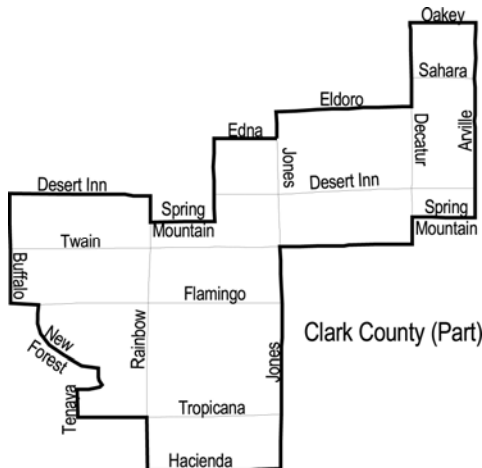 Oakey
Sahara
Eldoro
Edna
Decatur
Arville
Jones
Desert Inn
Desert Inn
Spring
Mountain
Spring
Mountain
Twain
Buffalo
Flamingo
New
Forest
Rainbow
Jones
Clark County (Part)
Tenaya
Tropicana
Hacienda